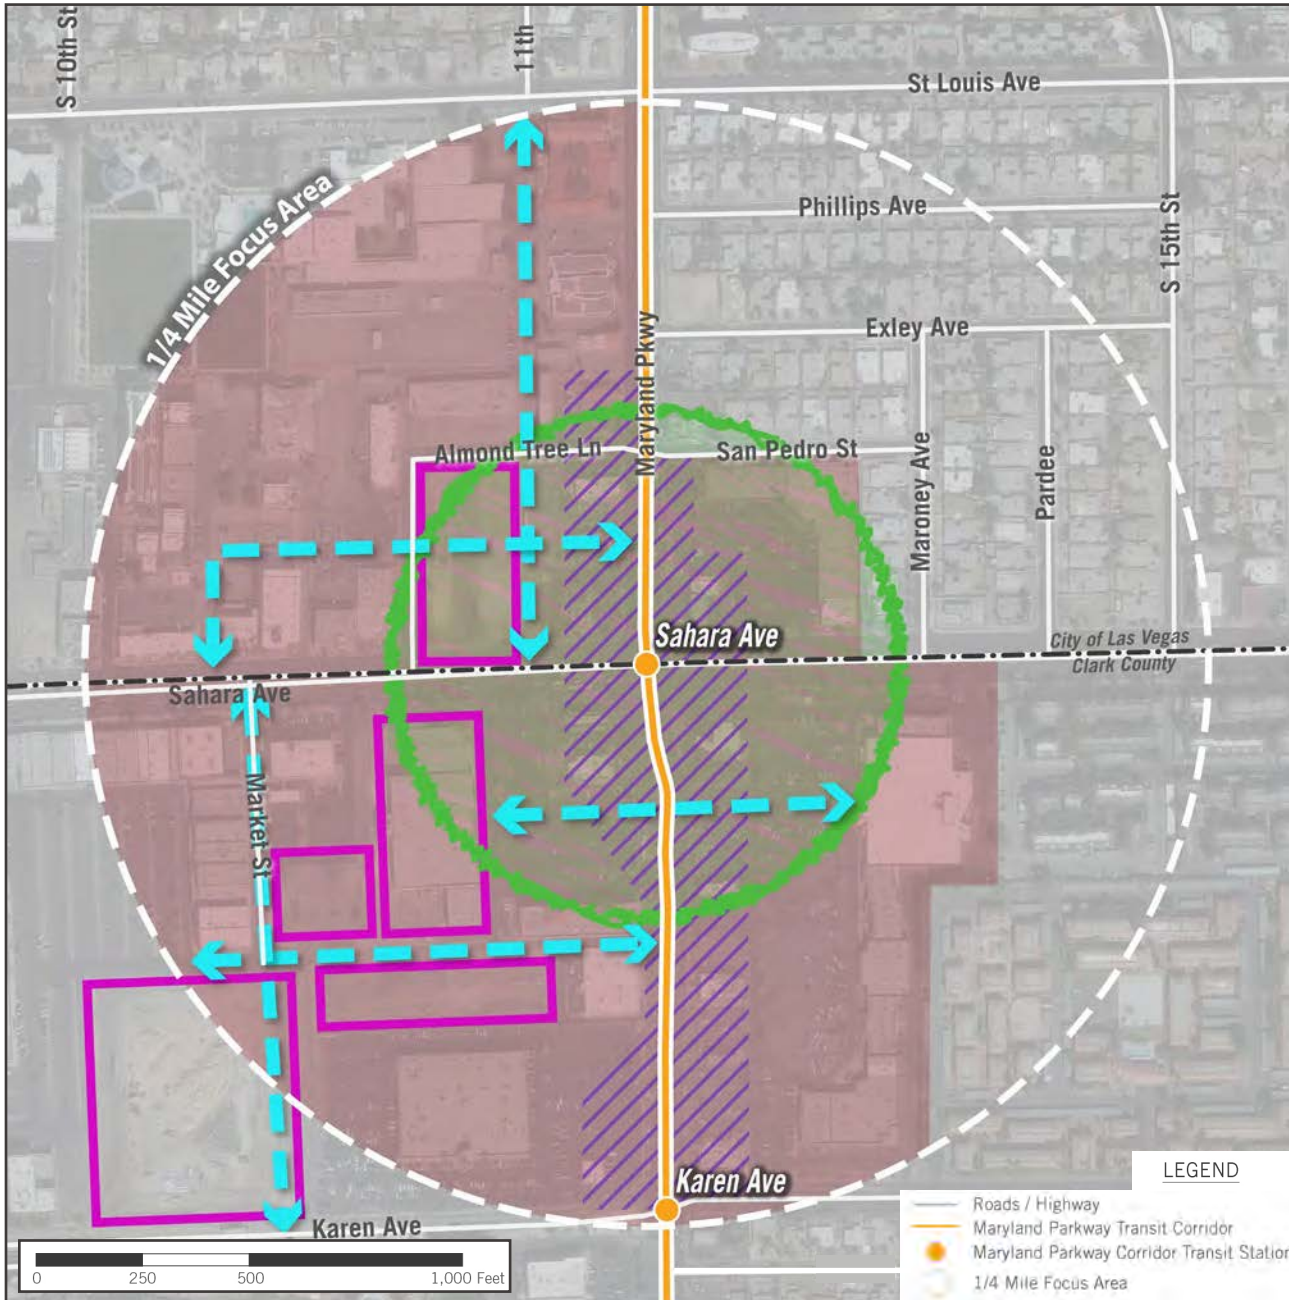 S 10th St
11th
St Louis Ave
1/4 Mile Focus Area
Phillips Ave
S 15th St
Exley Ave
Maryland Pkwy
Almond Tree Ln
San Pedro St
Maroney Ave
Pardee
Sahara Ave
City of Las Vegas
Clark County
Sahara Ave
Market St
Karen Ave
Karen Ave
LEGEND
Roads / Highway
Maryland Parkway Transit Corridor
Maryland Parkway Corridor Transit Station
1/4 Mile Focus Area
0 250 500 1,000 Feet